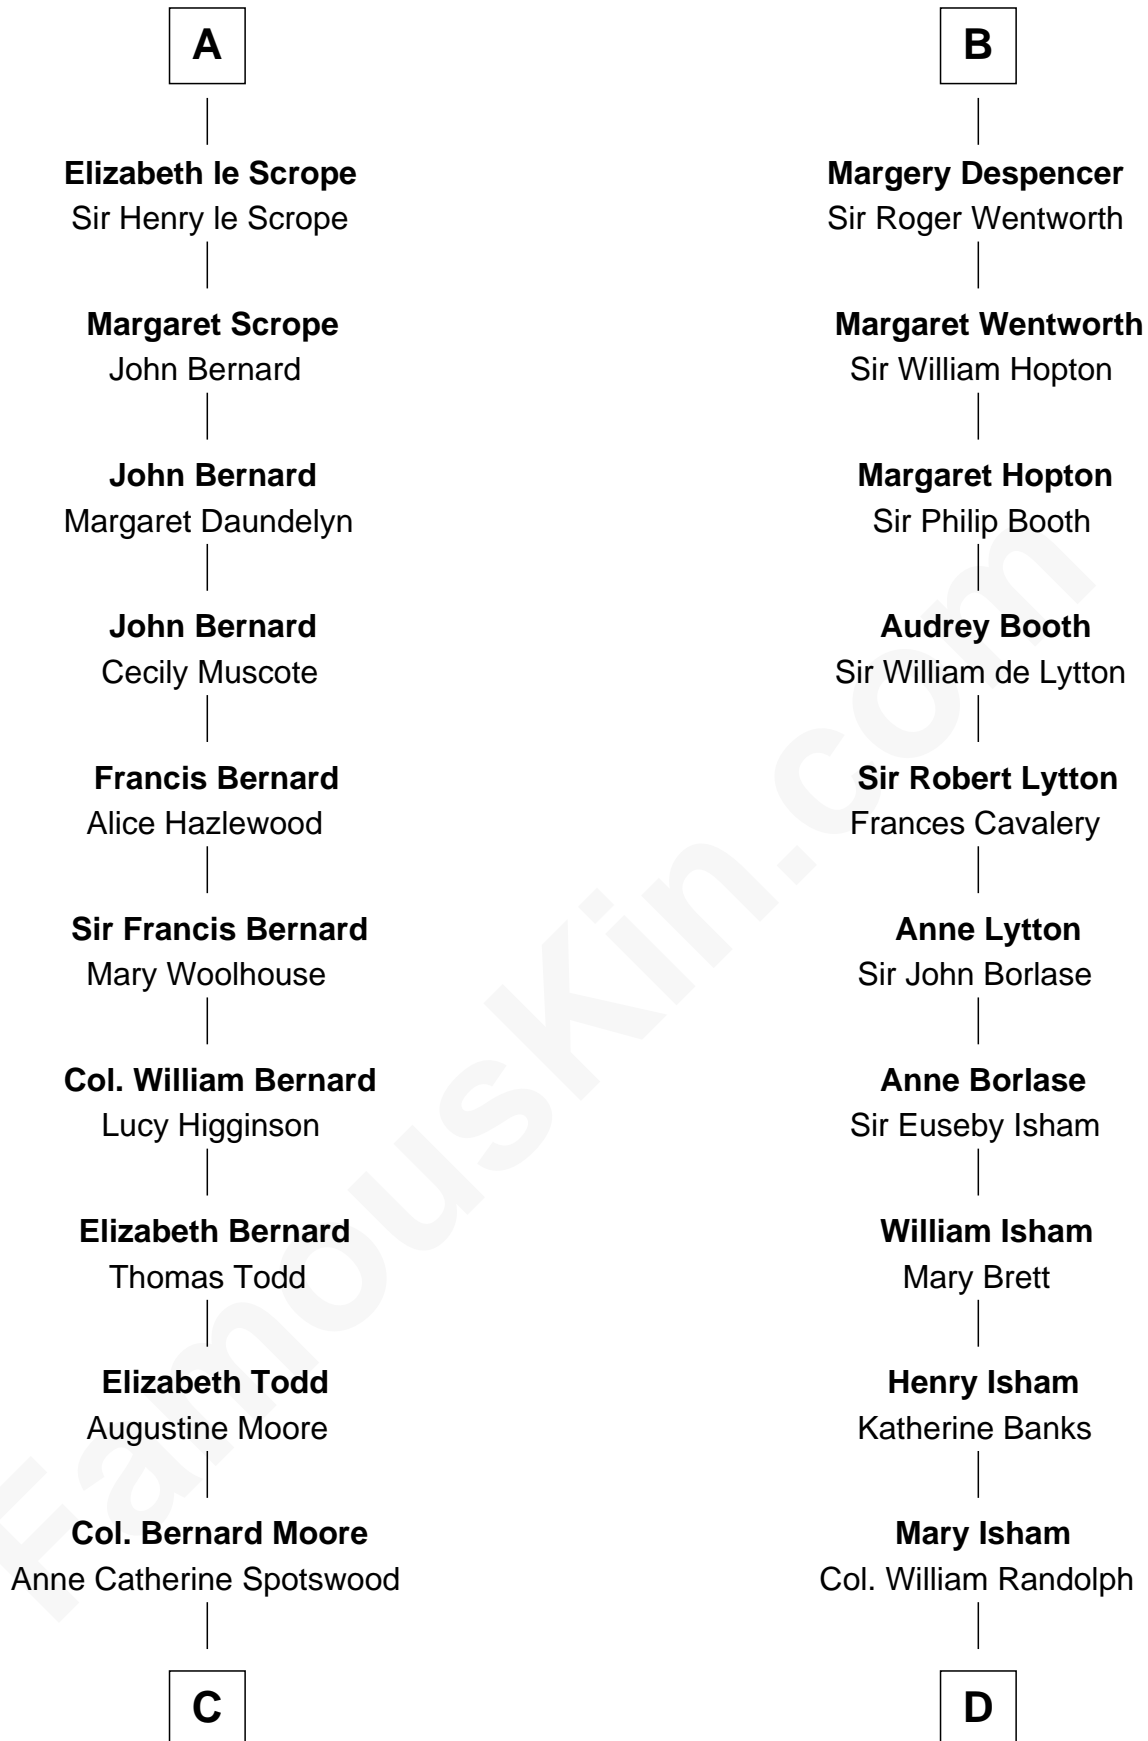 A
Elizabeth le Scrope
Sir Henry le Scrope
Margaret Scrope
John Bernard
John Bernard
Margaret Daundelyn
John Bernard
Cecily Muscote
Francis Bernard
Alice Hazlewood
Sir Francis Bernard
Mary Woolhouse
Col. William Bernard
Lucy Higginson
Elizabeth Bernard
Thomas Todd
Elizabeth Todd
Augustine Moore
Col. Bernard Moore
Anne Catherine Spotswood
C
B
Margery Despencer
Sir Roger Wentworth
Margaret Wentworth
Sir William Hopton
Margaret Hopton
Sir Philip Booth
Audrey Booth
Sir William de Lytton
Sir Robert Lytton
Frances Cavalery
Anne Lytton
Sir John Borlase
Anne Borlase
Sir Euseby Isham
William Isham
Mary Brett
Henry Isham
Katherine Banks
Mary Isham
Col. William Randolph
D
FamousKin.com